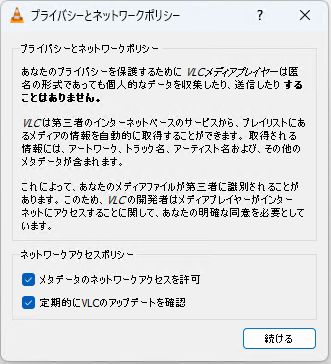 プライバシーとネットワークポリシー
?
プライバシーとネットワークポリシー
あなたのプライバシーを保護するために VLCメディアプレイヤーは匿
名の形式であっても個人的なデータを収集したり、送信したり する
ことはありません。
VLCは第三者のインターネットベースのサービスから、プレイリストにあ
るメディアの情報を自動的に取得することができます。取得される
情報には、アートワーク、トラック名、アーティスト名および、その他の
メタデータが含まれます。
これによって、あなたのメディアファイルが第三者に識別されることが
あります。このため、VLCの開発者はメディアプレイヤーがインター
ネットにアクセスすることに関して、あなたの明確な同意を必要として
います。
ネットワークアクセスポリシー
メタデータのネットワークアクセスを許可
定期的にVLCのアップデートを確認
続ける